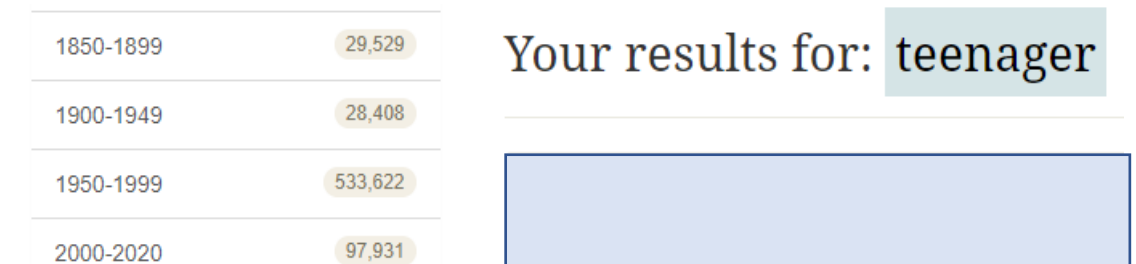 1850-1899 29,529
1900-1949 28,408
1950-1999 533,622
2000-2020 97,931
Your results for: teenager